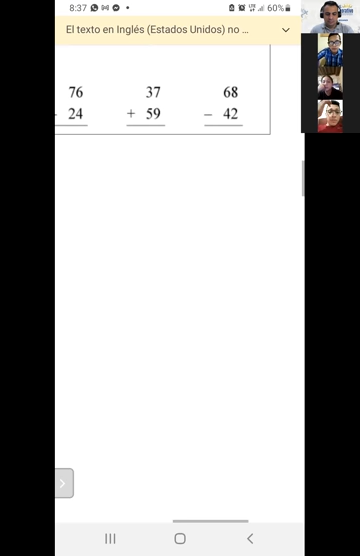 8:37 60%
El texto en Inglés (Estados Unidos) no ...
76 37 68
- 24 + 59 – 42